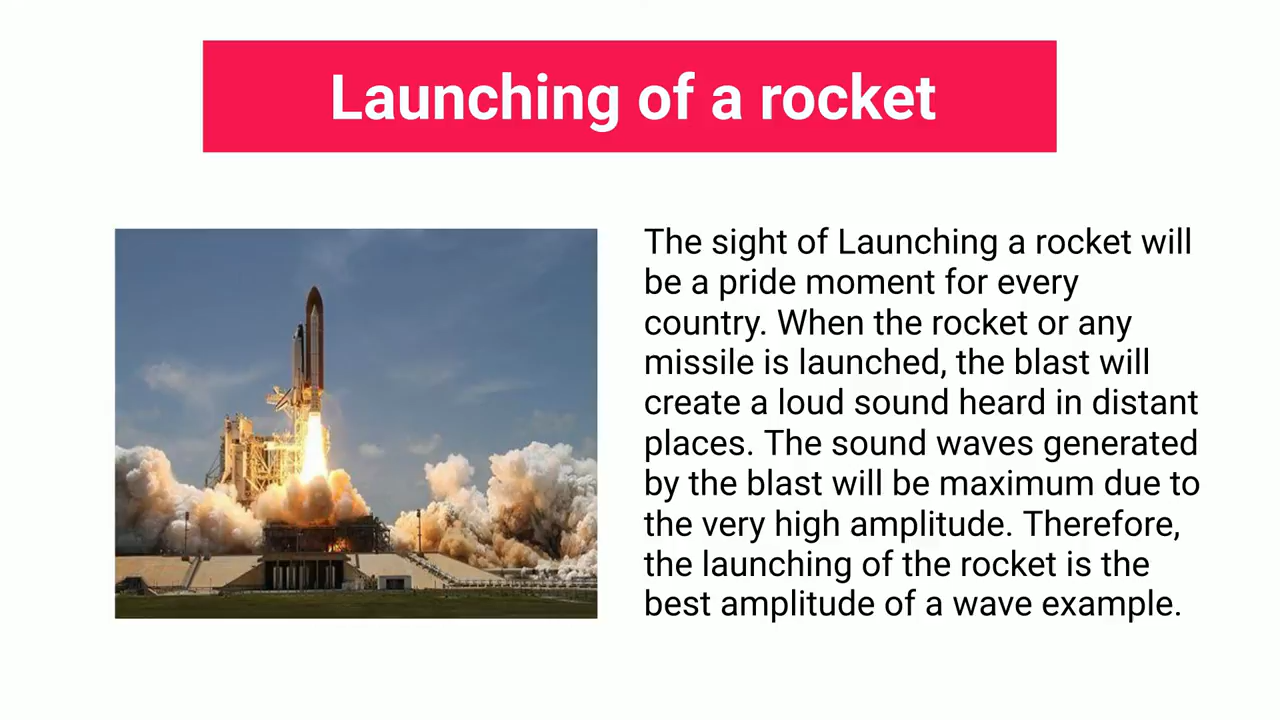 Launching of a rocket
The sight of Launching a rocket will
be a pride moment for every
country. When the rocket or any
missile is launched, the blast will
create a loud sound heard in distant
places. The sound waves generated
by the blast will be maximum due to
the very high amplitude. Therefore,
the launching of the rocket is the
best amplitude of a wave example.